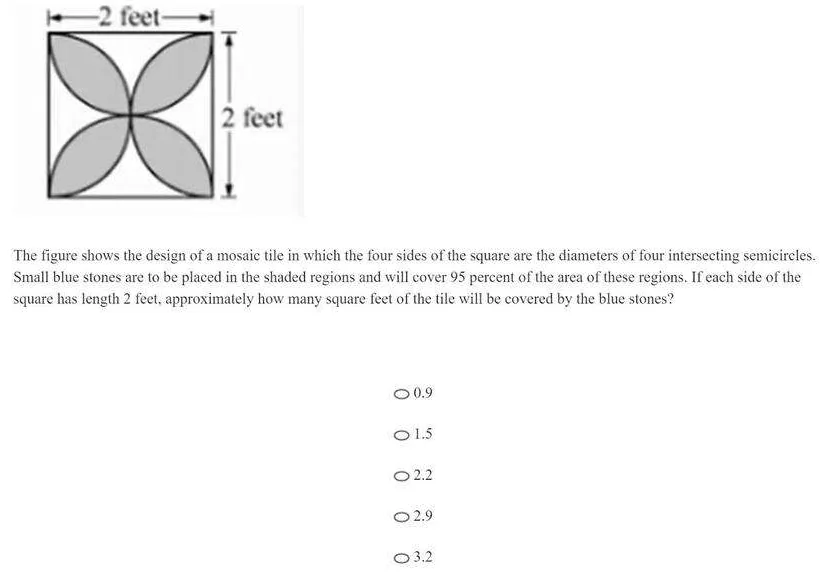 2 feet
2 feet
The figure shows the design of a mosaic tile in which the four sides of the square are the diameters of four intersecting semicircles.
Small blue stones are to be placed in the shaded regions and will cover 95 percent of the area of these regions. If each side of the
square has length 2 feet, approximately how many square feet of the tile will be covered by the blue stones?
0.9
1.5
2.2
2.9
3.2